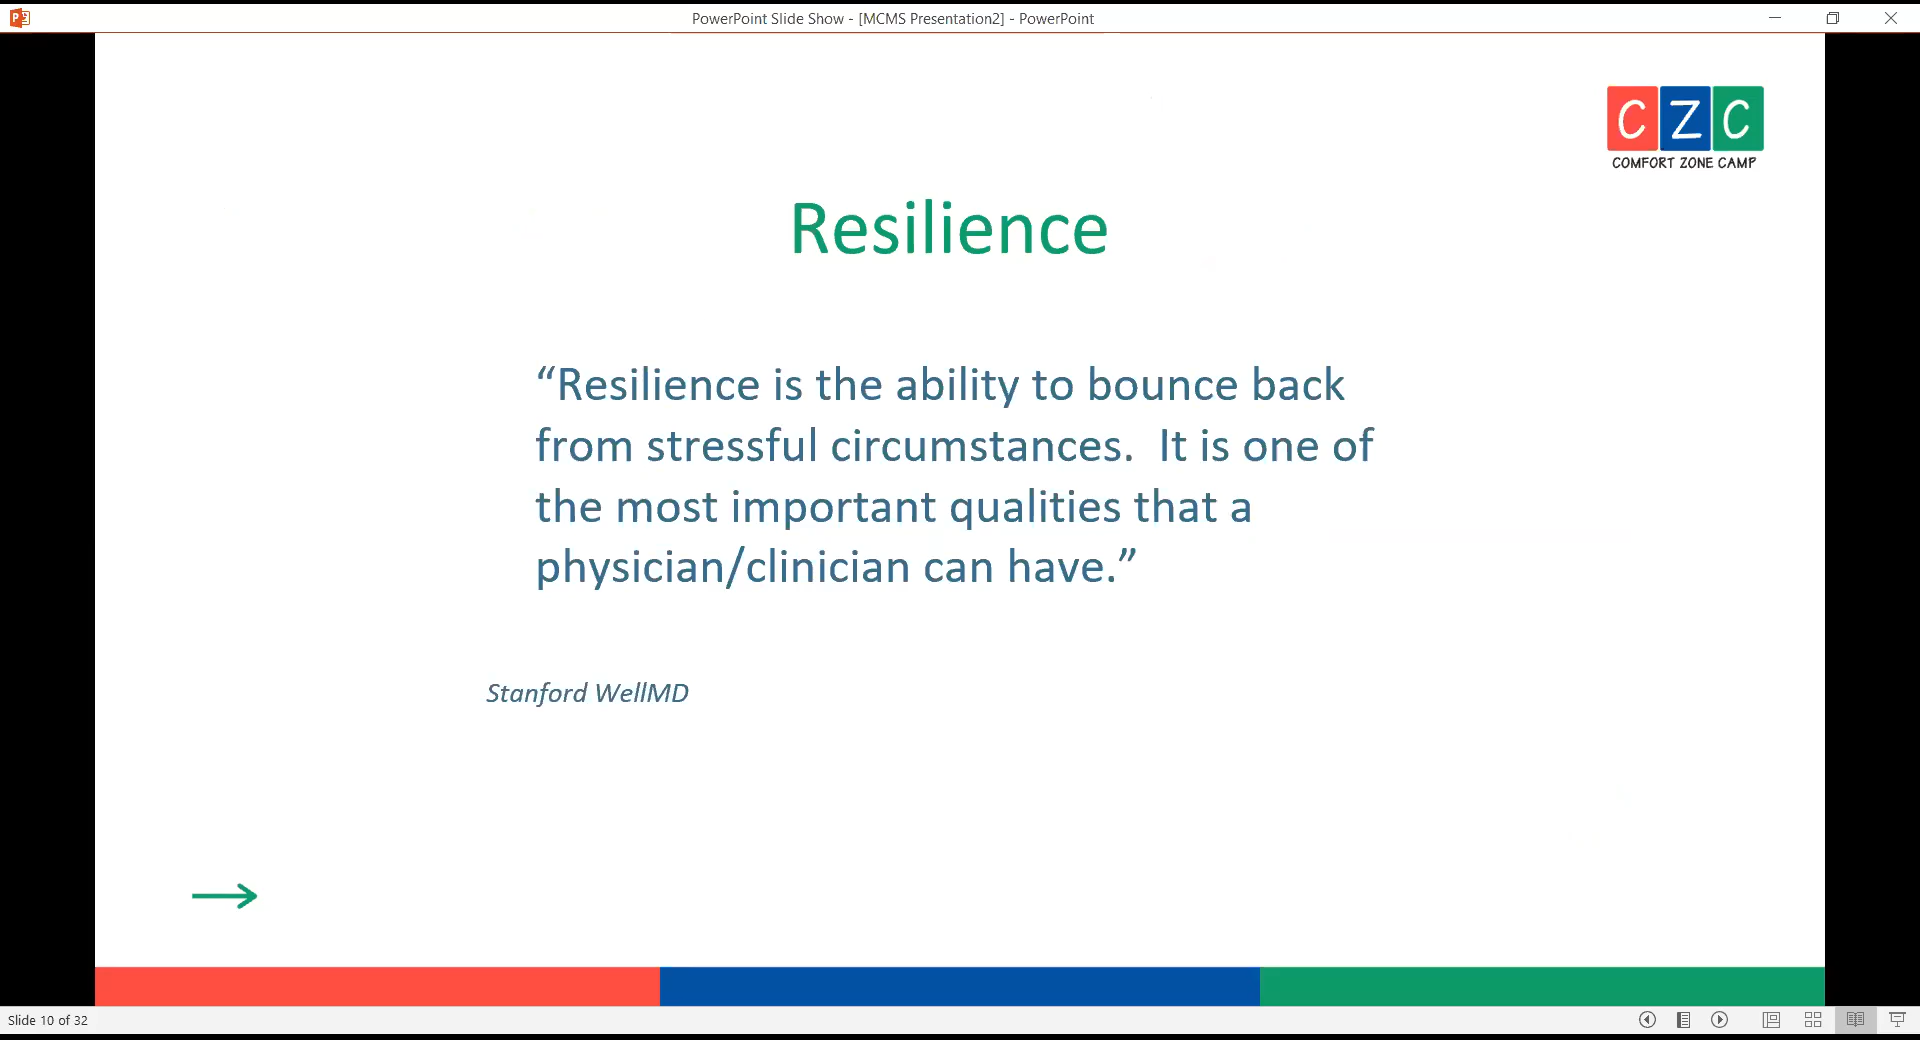 PowerPoint Slide Show - [MCMS Presentation2] - PowerPoint
C Z C
COMFORT ZONE CAMP
Resilience
“Resilience is the ability to bounce back
from stressful circumstances.  It is one of
the most important qualities that a
physician/clinician can have.”
Stanford WellMD
Slide 10 of 32